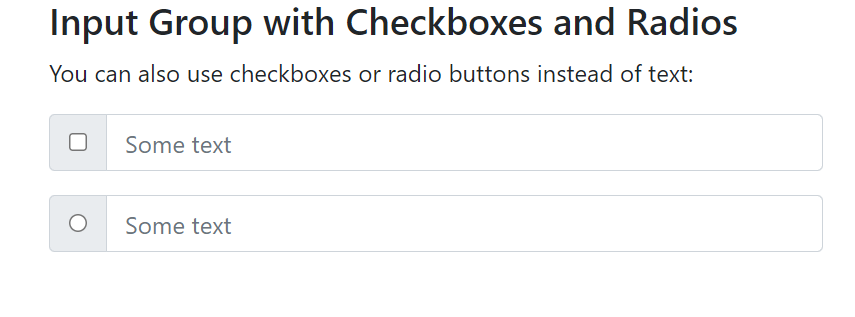 Input Group with Checkboxes and Radios
You can also use checkboxes or radio buttons instead of text:
Some text
Some text